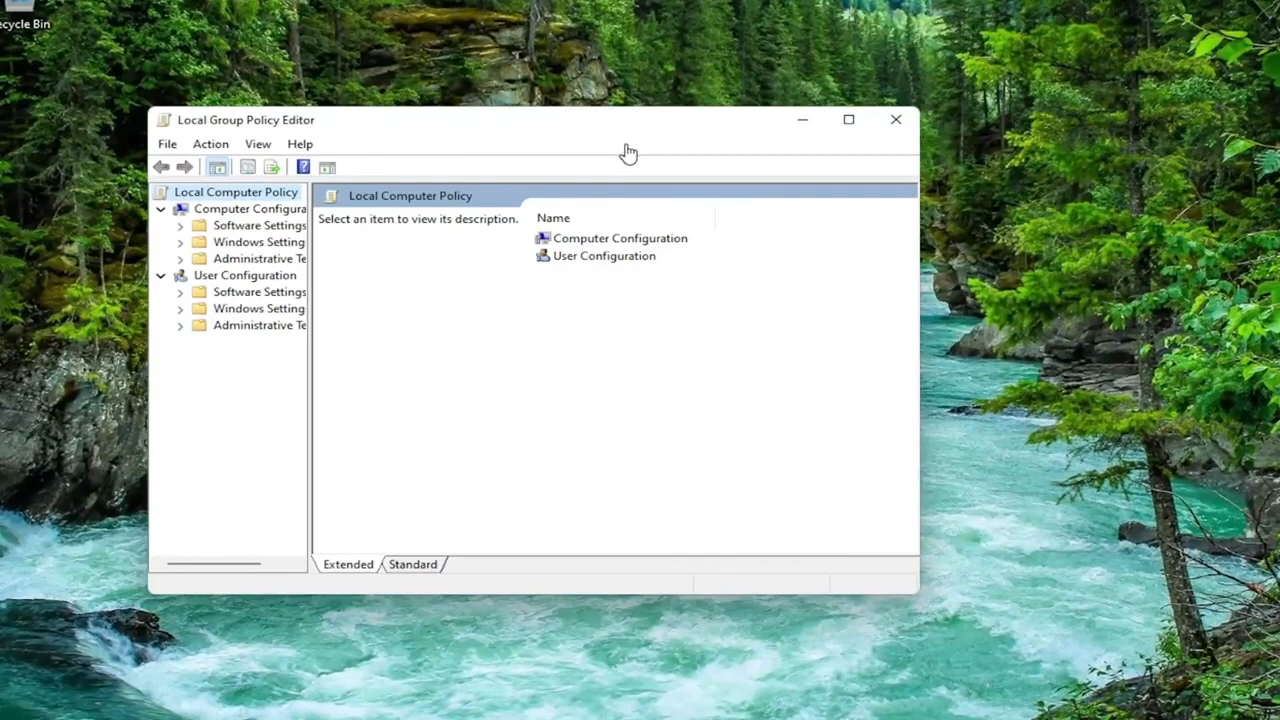 ecycle Bin
Local Group Policy Editor
File Action View Help
Local Computer Policy
Computer Configura
Software Settings
Windows Setting
Administrative Te
User Configuration
Software Settings
Windows Setting
Administrative Te
Local Computer Policy
Select an item to view its description.
Name
Computer Configuration
User Configuration
Extended Standard